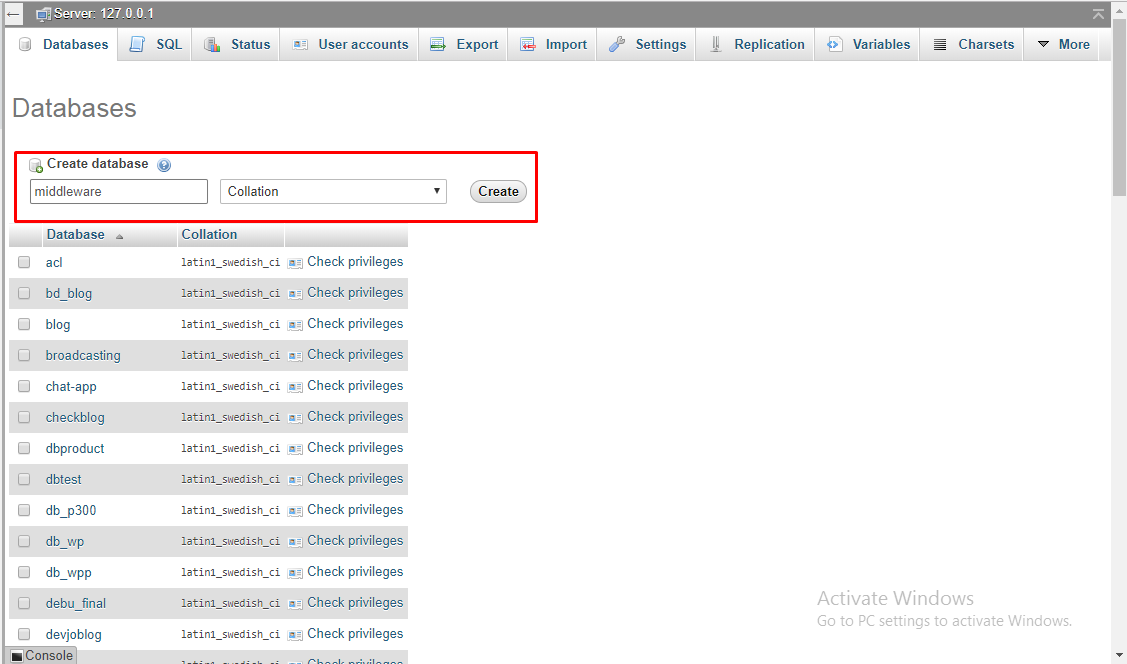 Server: 127.0.0.1
Databases SQL Status User accounts Export Import Settings Replication Variables Charsets More
Databases
Create database
middleware Collation Create
Database Collation
acl latin1_swedish_ci Check privileges
bd_blog latin1_swedish_ci Check privileges
blog latin1_swedish_ci Check privileges
broadcasting latin1_swedish_ci Check privileges
chat-app latin1_swedish_ci Check privileges
checkblog latin1_swedish_ci Check privileges
dbproduct latin1_swedish_ci Check privileges
dbtest latin1_swedish_ci Check privileges
db_p300 latin1_swedish_ci Check privileges
db_wp latin1_swedish_ci Check privileges
db_wpp latin1_swedish_ci Check privileges
debu_final latin1_swedish_ci Check privileges
devjoblog latin1_swedish_ci Check privileges
Console latin1_swedish_ci Check privileges
Activate Windows
Go to PC settings to activate Windows.